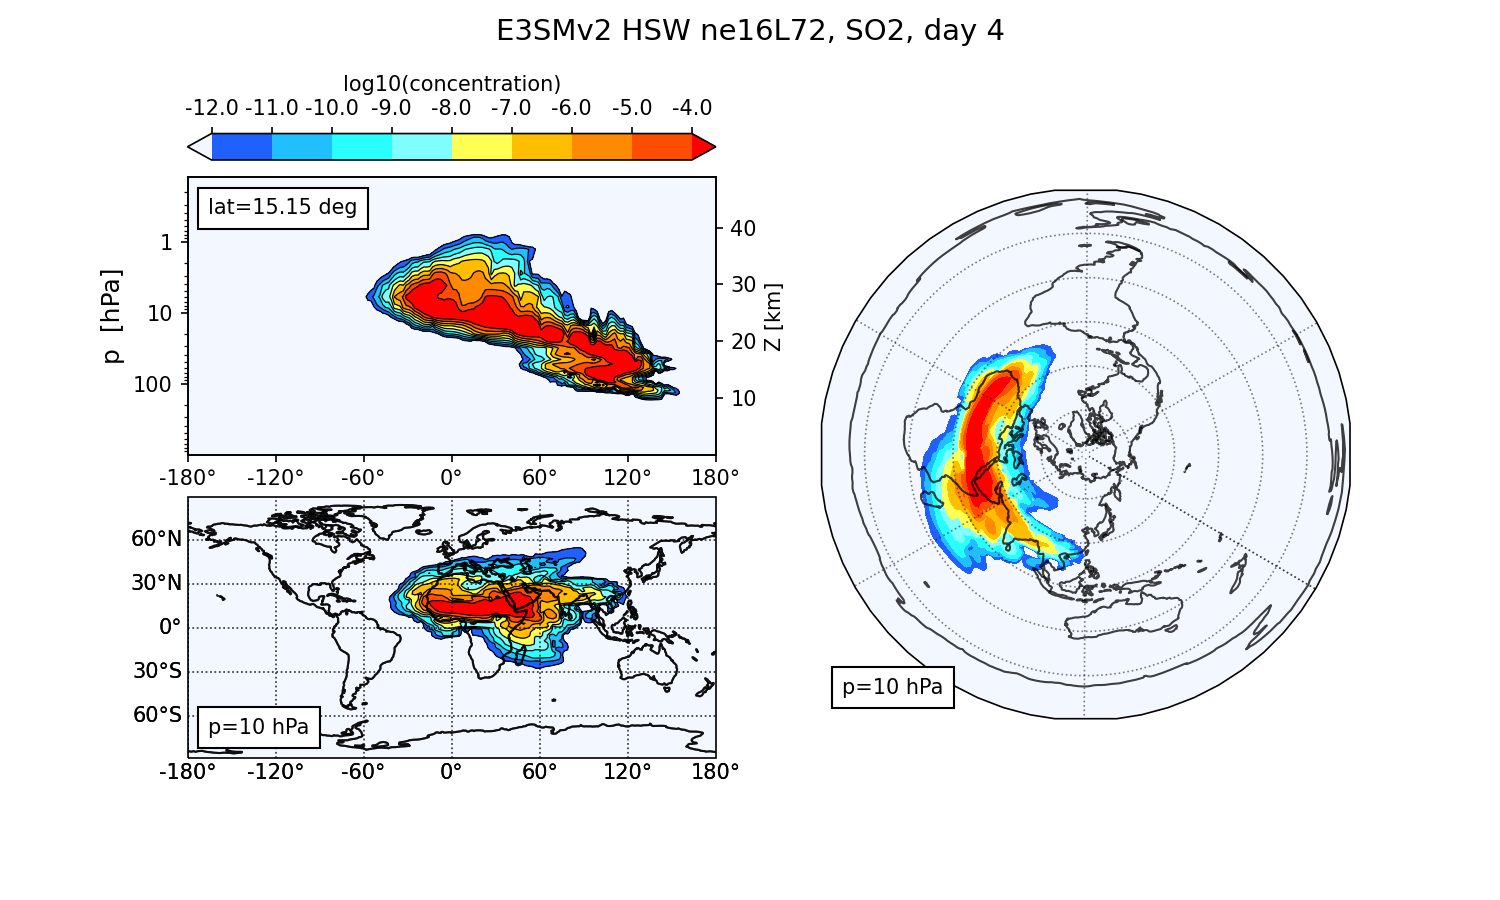 E3SMv2 HSW ne16L72, SO2, day 4
log10(concentration)
-12.0 -11.0 -10.0 -9.0 -8.0 -7.0 -6.0 -5.0 -4.0
lat=15.15 deg
p [hPa]
1
10
100
40
30
20
10
Z [km]
-180° -120° -60° 0° 60° 120° 180°
60°N
30°N
0°
30°S
60°S
p=10 hPa
-180° -120° -60° 0° 60° 120° 180°
p=10 hPa